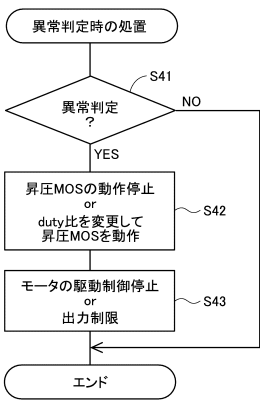 異常判定時の処置
S41
異常判定
?
NO
YES
昇圧MOSの動作停止
or
duty比を変更して
昇圧MOSを動作
S42
モータの駆動制御停止
or
出力制限
S43
エンド